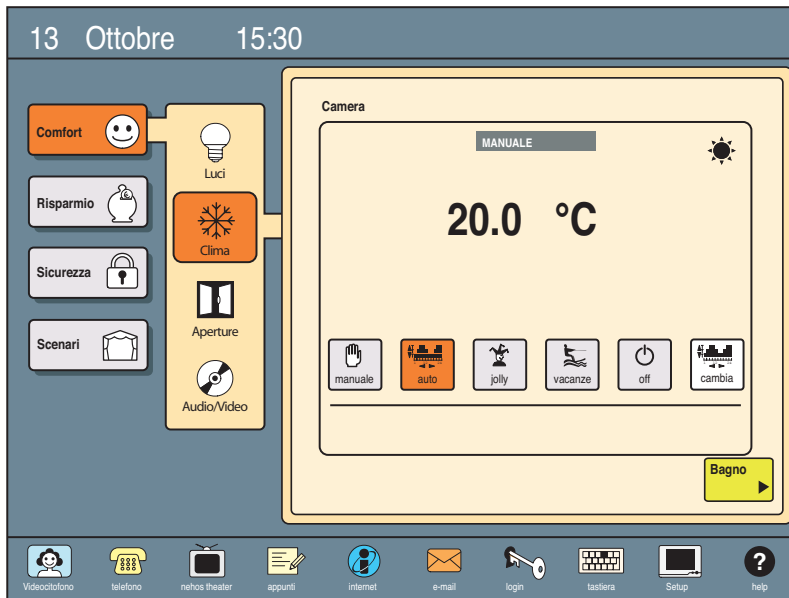 13 Ottobre 15:30
Comfort
Risparmio
Sicurezza
Scenari
Luci
Clima
Aperture
Audio/Video
Camera
MANUALE
20.0 °C
manuale auto jolly vacanze off cambia
Bagno
Videocitofono telefono nehos theater appunti internet e-mail login tastiera Setup help